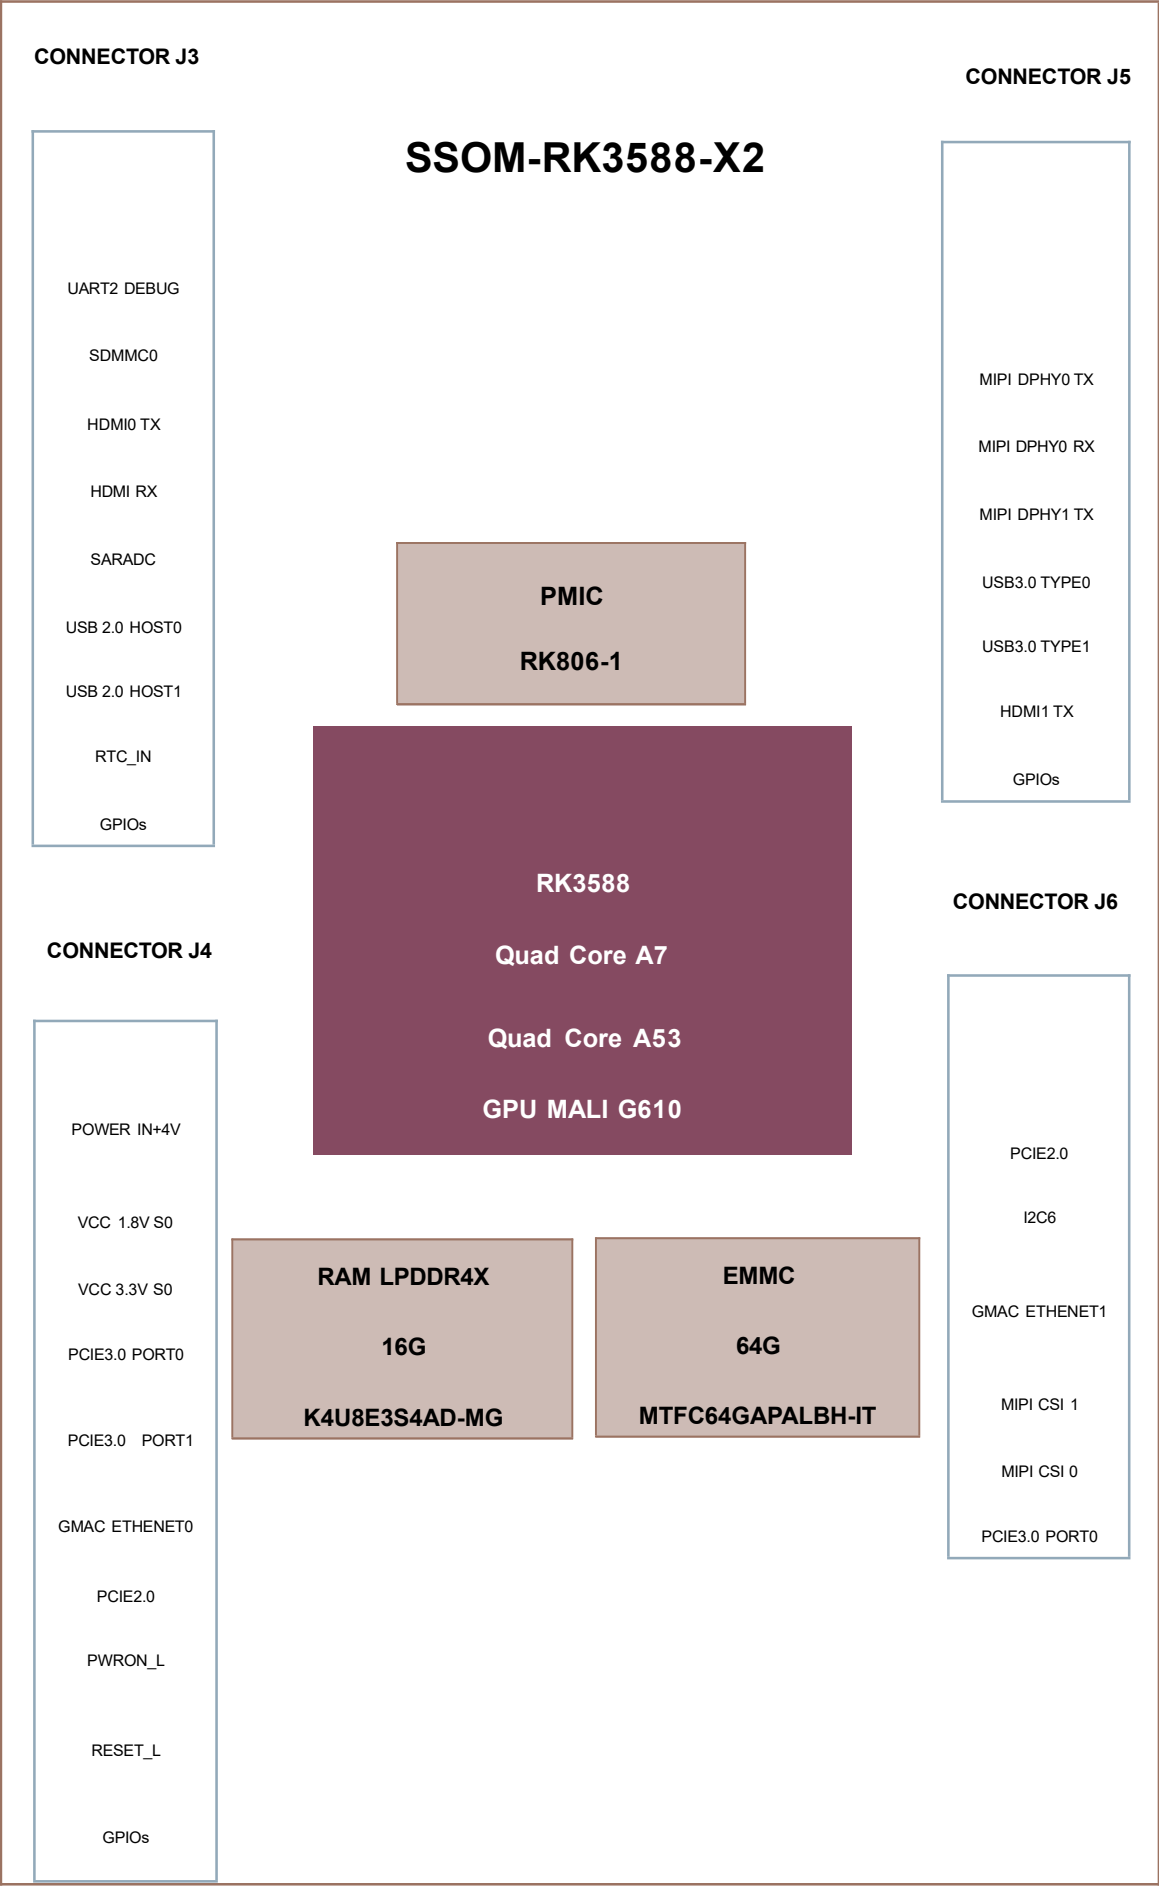 CONNECTOR J3
CONNECTOR J5
SSOM-RK3588-X2
UART2 DEBUG
SDMMC0
HDMI0 TX
HDMI RX
SARADC
USB 2.0 HOST0
USB 2.0 HOST1
RTC_IN
GPIOs
MIPI DPHY0 TX
MIPI DPHY0 RX
MIPI DPHY1 TX
USB3.0 TYPE0
USB3.0 TYPE1
HDMI1 TX
GPIOs
PMIC
RK806-1
RK3588
Quad Core A7
Quad Core A53
GPU MALI G610
CONNECTOR J4
POWER IN+4V
VCC 1.8V S0
VCC 3.3V S0
PCIE3.0 PORT0
PCIE3.0 PORT1
GMAC ETHENET0
PCIE2.0
PWRON_L
RESET_L
GPIOs
RAM LPDDR4X
16G
K4U8E3S4AD-MG
EMMC
64G
MTFC64GAPALBH-IT
CONNECTOR J6
PCIE2.0
I2C6
GMAC ETHENET1
MIPI CSI 1
MIPI CSI 0
PCIE3.0 PORT0